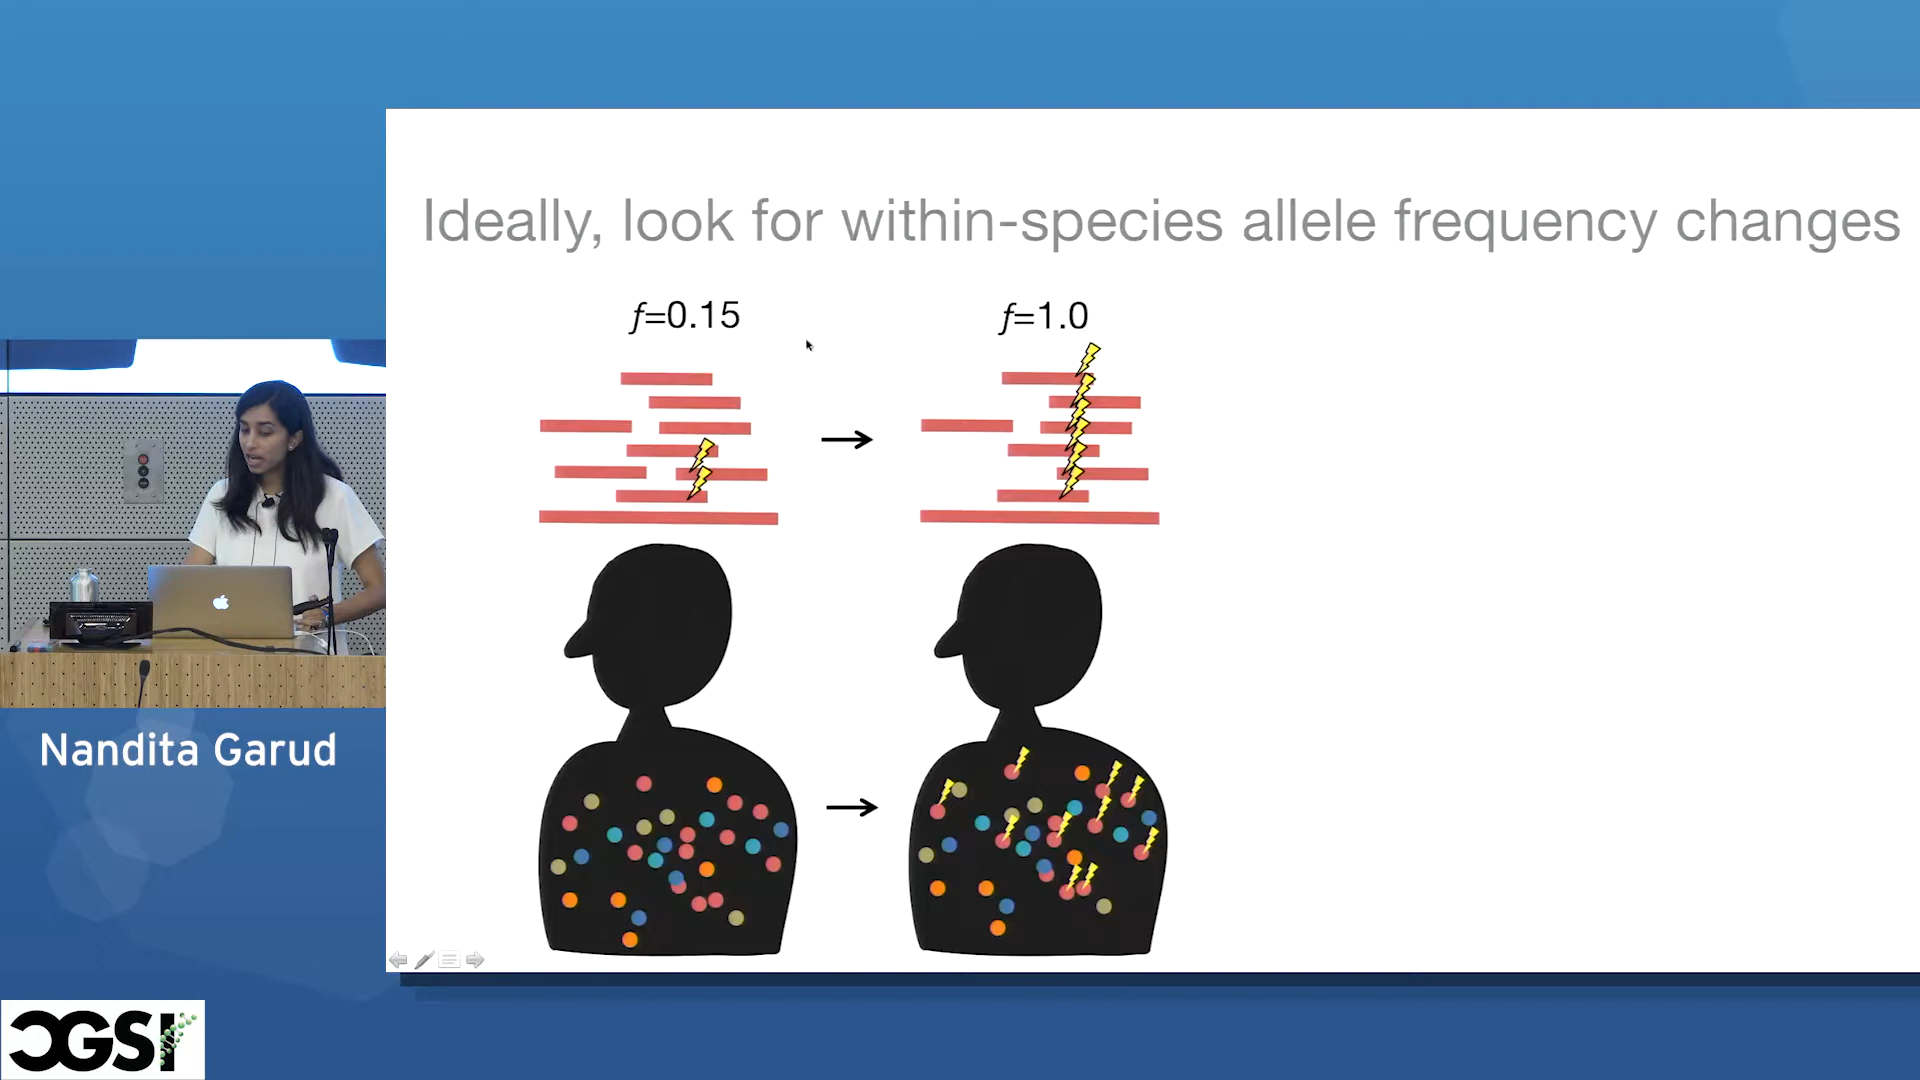 Ideally, look for within-species allele frequency changes
f=0.15
f=1.0
Nandita Garud
CGSI